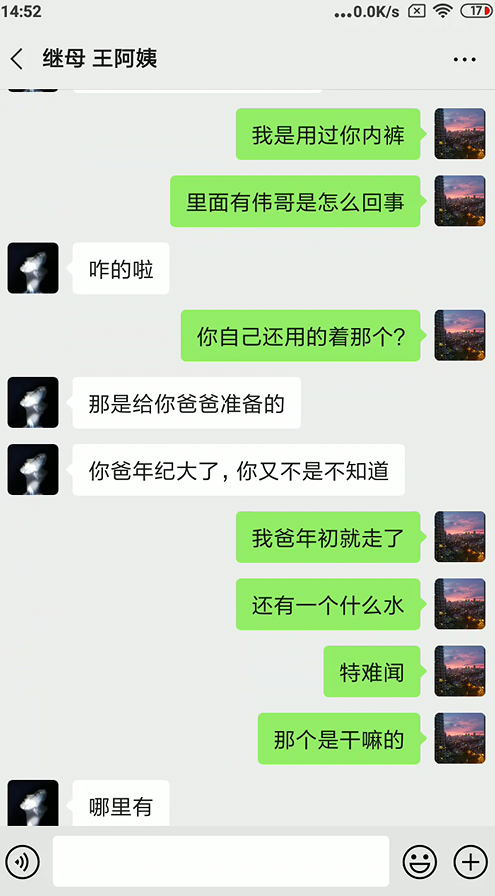 14:52
...0.0K/s
17
继母 王阿姨
我是用过你内裤
里面有伟哥是怎么回事
咋的啦
你自己还用的着那个?
那是给你爸爸准备的
你爸年纪大了,你又不是不知道
我爸年初就走了
还有一个什么水
特难闻
那个是干嘛的
哪里有